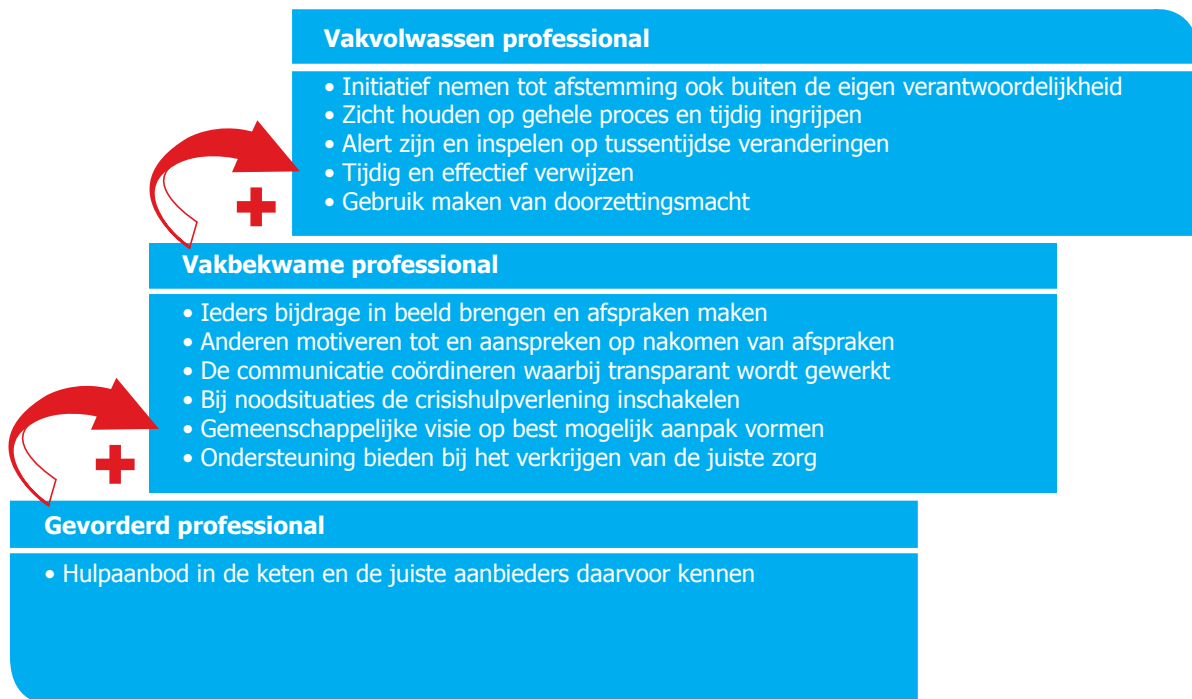 Vakvolwassen professional
• Initiatief nemen tot afstemming ook buiten de eigen verantwoordelijkheid
• Zicht houden op gehele proces en tijdig ingrijpen
• Alert zijn en inspelen op tussentijdse veranderingen
• Tijdig en effectief verwijzen
• Gebruik maken van doorzettingsmacht
Vakbekwame professional
• Ieders bijdrage in beeld brengen en afspraken maken
• Anderen motiveren tot en aanspreken op nakomen van afspraken
• De communicatie coördineren waarbij transparant wordt gewerkt
• Bij noodsituaties de crisishulpverlening inschakelen
• Gemeenschappelijke visie op best mogelijk aanpak vormen
• Ondersteuning bieden bij het verkrijgen van de juiste zorg
Gevorderd professional
• Hulpaanbod in de keten en de juiste aanbieders daarvoor kennen